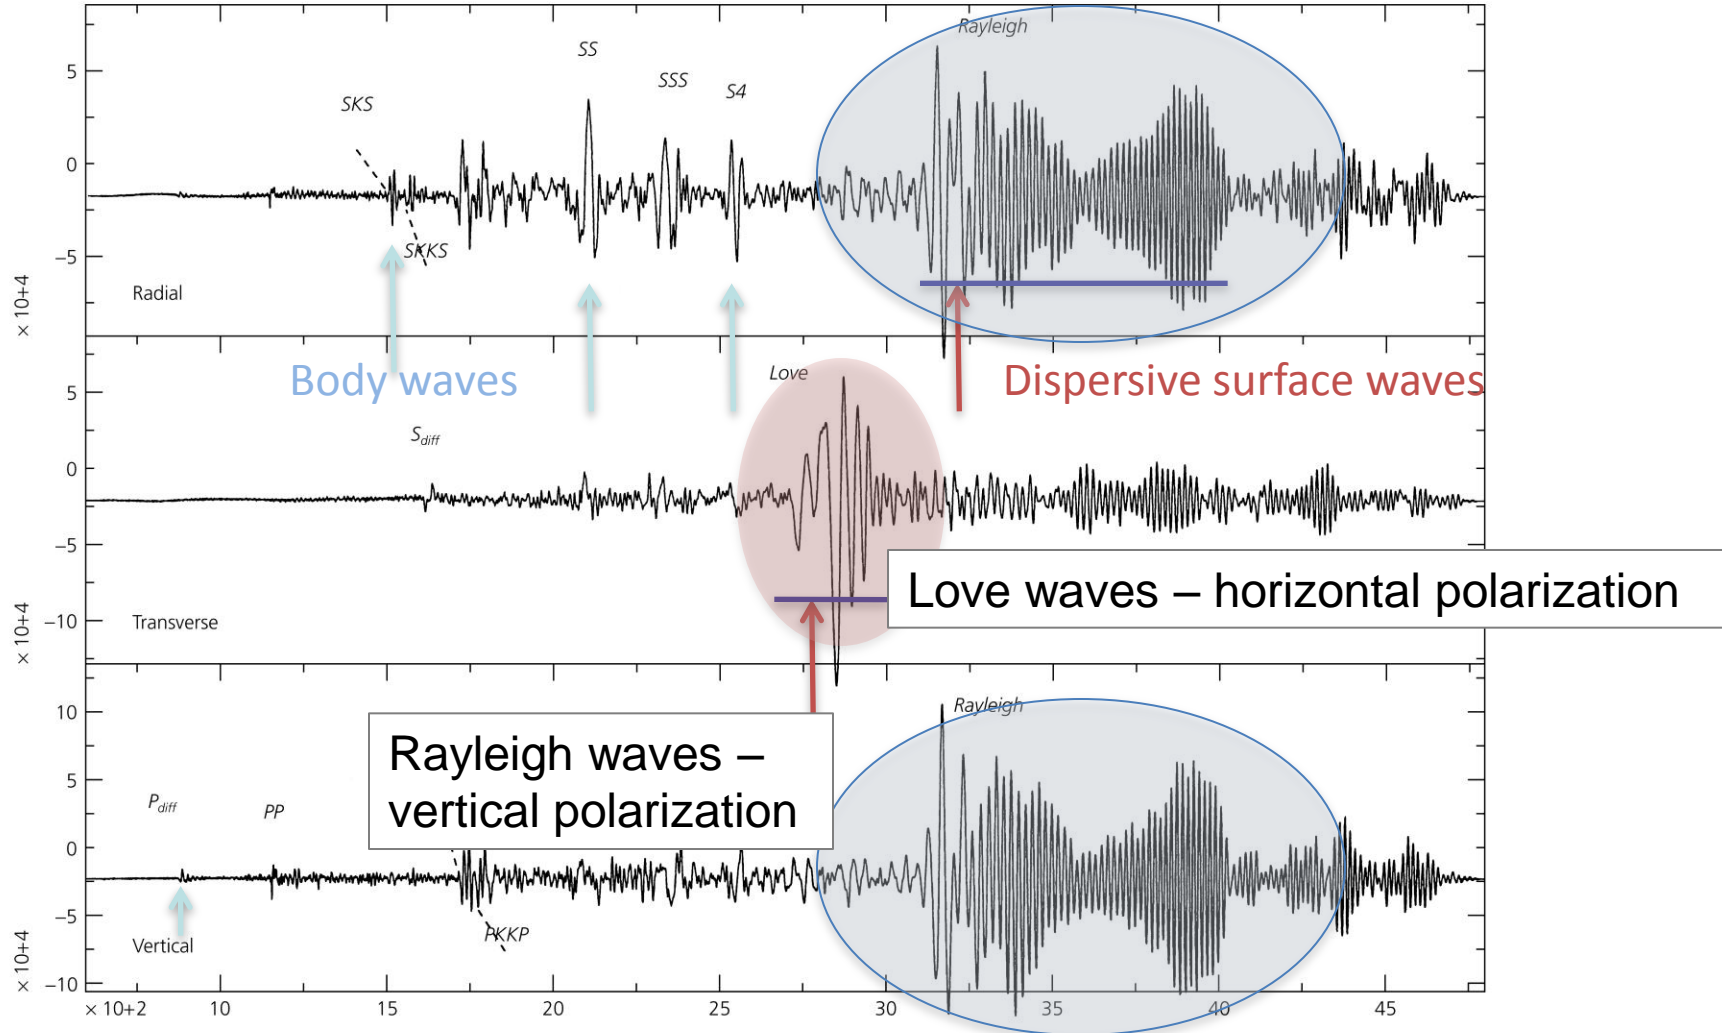 Rayleigh
SS
SSS
S4
SKS
5
0
SKKS
−5
Radial
× 10+4
Body waves
Love
Dispersive surface waves
5
S_diff
0
−5
Love waves – horizontal polarization
−10
Transverse
× 10+4
10
Rayleigh
Rayleigh waves –
vertical polarization
5
P_diff
PP
0
−5
PKKP
Vertical
−10
× 10+4
× 10+2 10 15 20 25 30 35 40 45